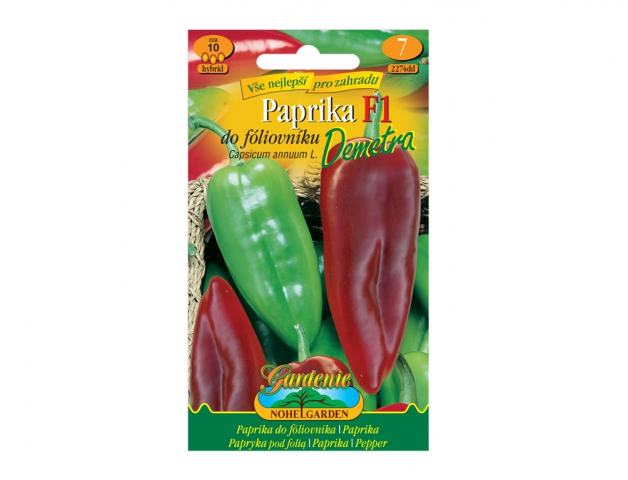 cca
10
hybrid
7
2274dd
Vše nejlepší pro zahradu
Paprika F1
do fóliovníku
Demetra
Capsicum annuum L.
Gardenie
NOHELGARDEN
Paprika do fóliovníka \ Paprika
Papryka pod folią \ Paprika \ Pepper